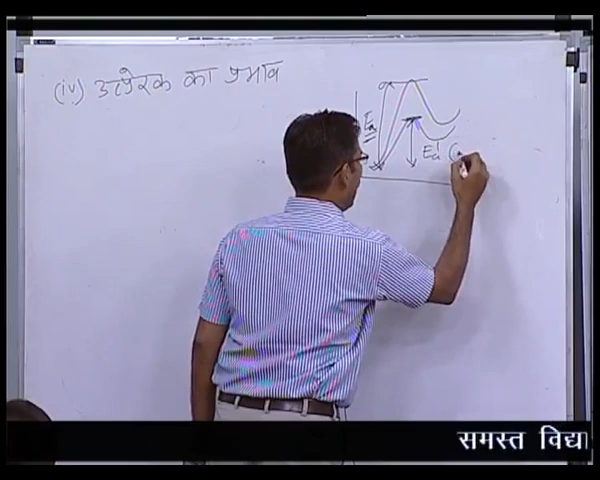 (iv) उत्प्रेरक का प्रभाव
Ea
Ea' (
समस्त विद्या